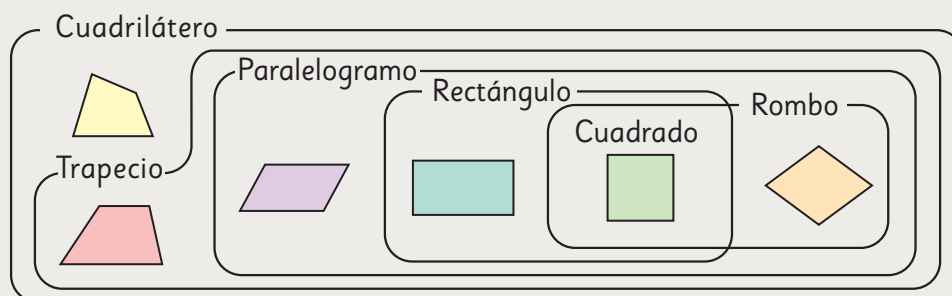 Cuadrilátero
Paralelogramo
Rectángulo
Rombo
Cuadrado
Trapecio